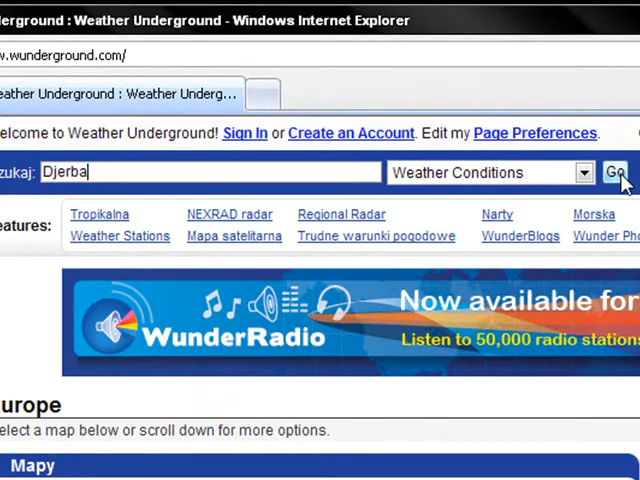 erground : Weather Underground - Windows Internet Explorer
w.wunderground.com/
eather Underground : Weather Underg...
elcome to Weather Underground! Sign In or Create an Account. Edit my Page Preferences.
zukaj: Djerba Weather Conditions Go
eatures: Tropikalna NEXRAD radar Regional Radar Narty Morska
Weather Stations Mapa satelitarna Trudne warunki pogodowe WunderBlogs Wunder Pho
WunderRadio
Now available for
Listen to 50,000 radio stations
urope
elect a map below or scroll down for more options.
Mapy